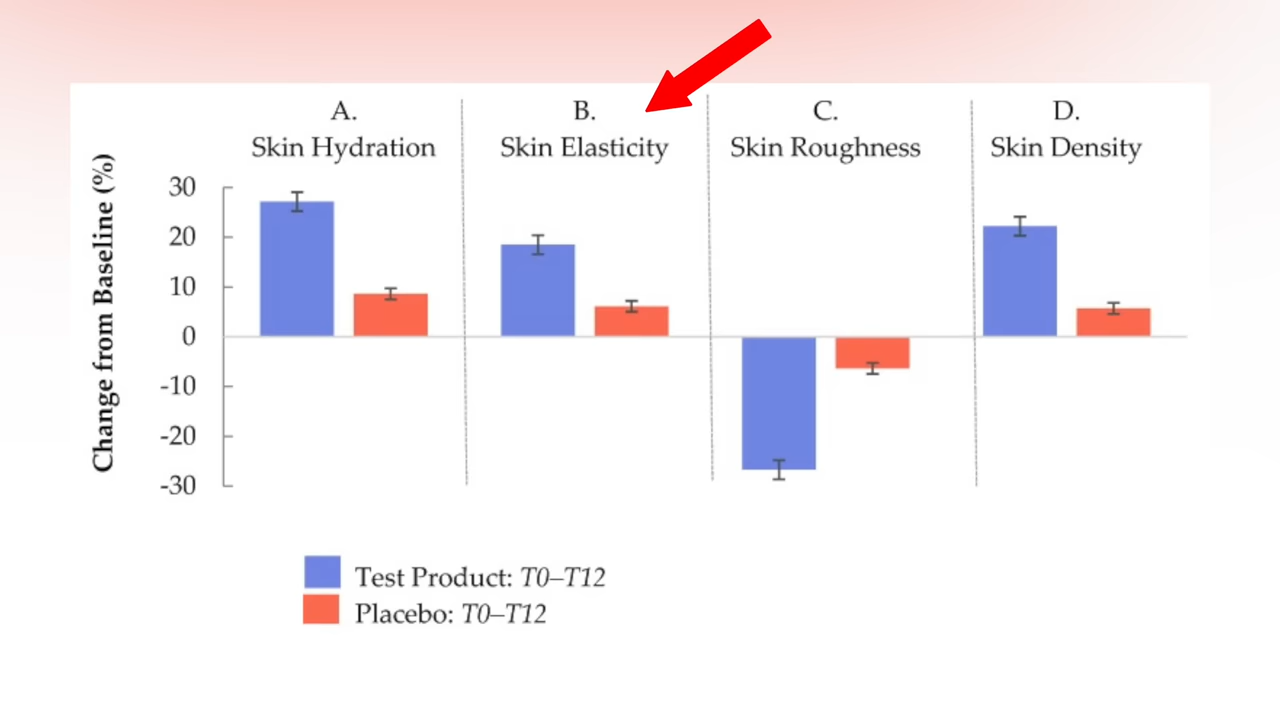 A.
Skin Hydration
B.
Skin Elasticity
C.
Skin Roughness
D.
Skin Density
Change from Baseline (%)
30
20
10
0
-10
-20
-30
Test Product: T0–T12
Placebo: T0–T12